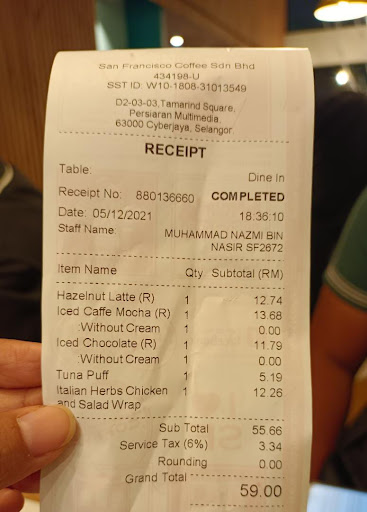 San Francisco Coffee Sdn Bhd
434198-U
SST ID: W10-1808-31013549
D2-03-03,Tamarind Square,
Persiaran Multimedia,
63000 Cyberjaya, Selangor
RECEIPT
Table: Dine In
Receipt No: 880136660 COMPLETED
Date: 05/12/2021 18:36:10
Staff Name MUHAMMAD NAZMI BIN
NASIR SF2672
Item Name Qty Subtotal (RM)
Hazelnut Latte (R) 1 12.74
Iced Caffe Mocha (R) 1 13.68
:Without Cream 1 0.00
Iced Chocolate (R) 1 11.79
:Without Cream 1 0.00
Tuna Puff 1 5.19
Italian Herbs Chicken 1 12.26
and Salad Wrap
Sub Total 55.66
Service Tax (6%) 3.34
Rounding 0.00
Grand Total 59.00